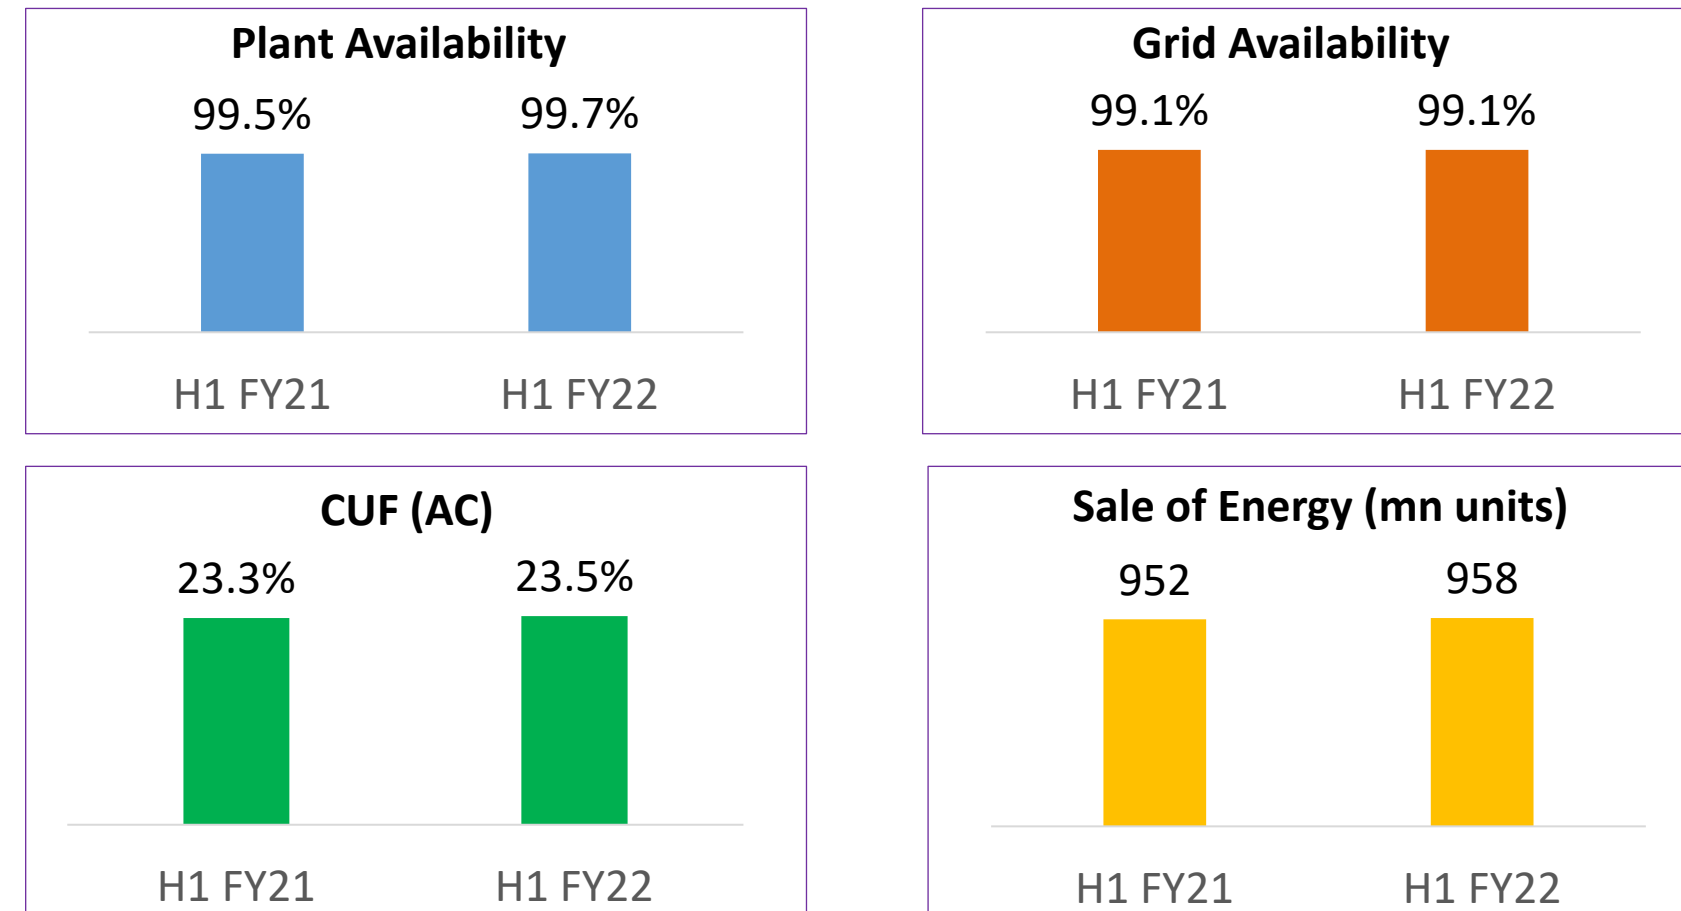 Plant Availability
99.5% 99.7%
H1 FY21 H1 FY22
Grid Availability
99.1% 99.1%
H1 FY21 H1 FY22
CUF (AC)
23.3% 23.5%
H1 FY21 H1 FY22
Sale of Energy (mn units)
952 958
H1 FY21 H1 FY22